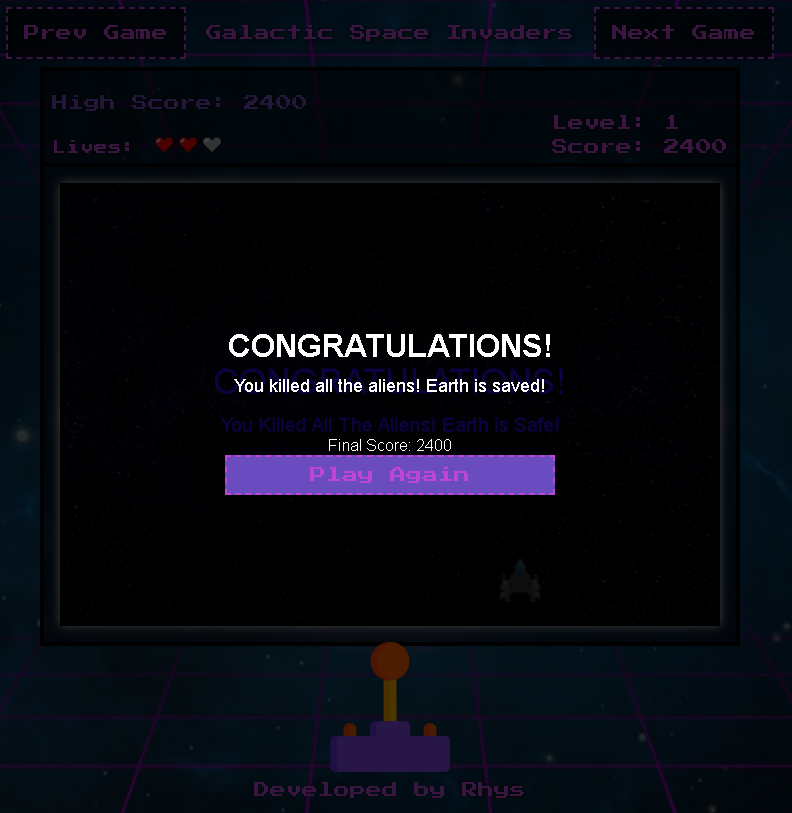 Prev Game
Galactic Space Invaders
Next Game
High Score: 2400
Level: 1
Lives:
Score: 2400
CONGRATULATIONS!
CONGRATULATIONS!
You killed all the aliens! Earth is saved!
You Killed All The Aliens! Earth Is Safe!
Final Score: 2400
Play Again
Developed by Rhys